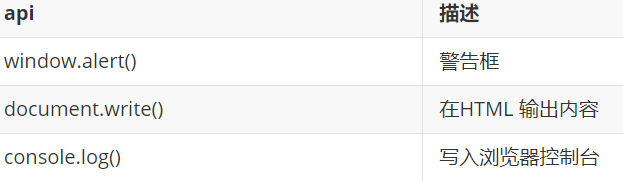 api 描述
window.alert() 警告框
document.write() 在HTML 输出内容
console.log() 写入浏览器控制台